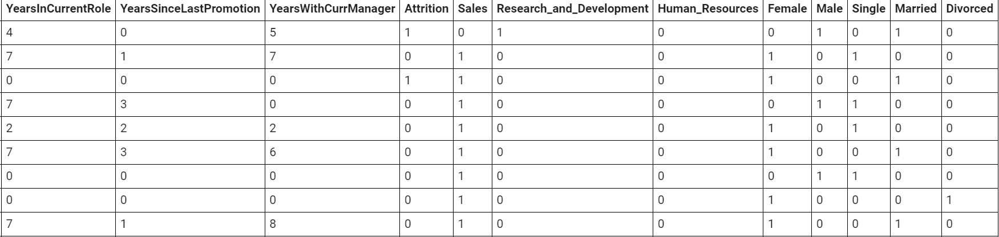 YearsInCurrentRole YearsSinceLastPromotion YearsWithCurrManager Attrition Sales Research_and_Development Human_Resources Female Male Single Married Divorced
4 0 5 1 0 1 0 0 1 0 1 0
7 1 7 0 1 0 0 1 0 1 0 0
0 0 0 1 1 0 0 1 0 0 1 0
7 3 0 0 1 0 0 0 1 1 0 0
2 2 2 0 1 0 0 1 0 1 0 0
7 3 6 0 1 0 0 1 0 0 1 0
0 0 0 0 1 0 0 0 1 1 0 0
0 0 0 0 1 0 0 1 0 0 0 1
7 1 8 0 1 0 0 1 0 0 1 0